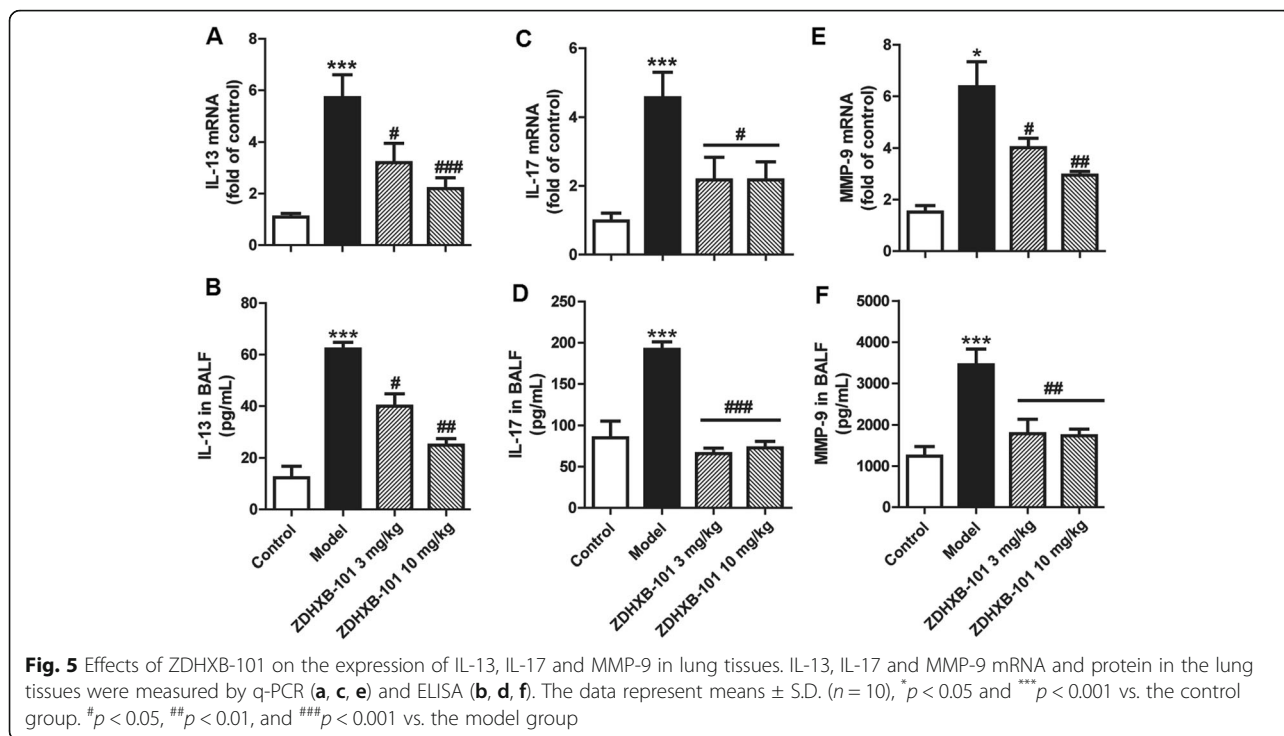 A
IL-13 mRNA
(fold of control)
8
6
4
2
0
***
#
###
C
IL-17 mRNA
(fold of control)
6
4
2
0
***
#
E
MMP-9 mRNA
(fold of control)
8
6
4
2
0
*
#
##
B
IL-13 in BALF
(pg/mL)
80
60
40
20
0
***
#
##
Control
Model
ZDHXB-101 3 mg/kg
ZDHXB-101 10 mg/kg
D
IL-17 in BALF
(pg/mL)
250
200
150
100
50
0
***
###
Control
Model
ZDHXB-101 3 mg/kg
ZDHXB-101 10 mg/kg
F
MMP-9 in BALF
(pg/mL)
5000
4000
3000
2000
1000
0
***
##
Control
Model
ZDHXB-101 3 mg/kg
ZDHXB-101 10 mg/kg
Fig. 5 Effects of ZDHXB-101 on the expression of IL-13, IL-17 and MMP-9 in lung tissues. IL-13, IL-17 and MMP-9 mRNA and protein in the lung
tissues were measured by q-PCR (a, c, e) and ELISA (b, d, f). The data represent means ± S.D. (n = 10), *p < 0.05 and ***p < 0.001 vs. the control
group. #p < 0.05, ##p < 0.01, and ###p < 0.001 vs. the model group